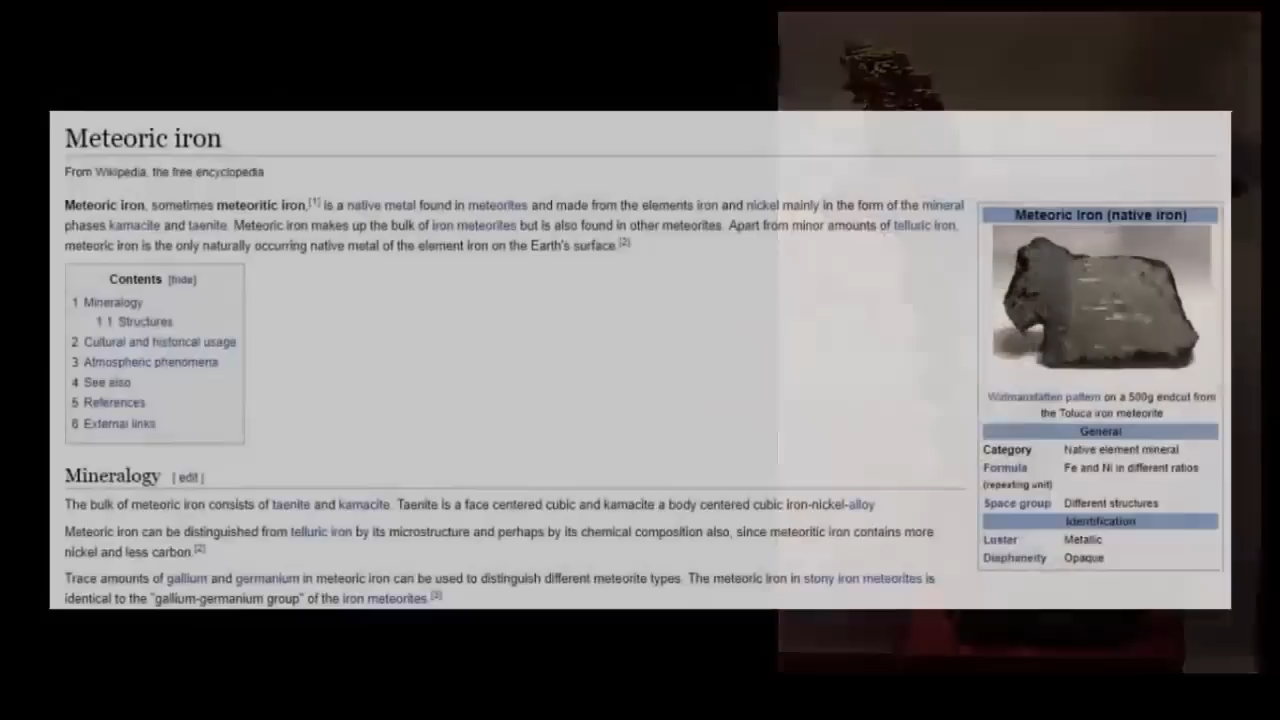 Meteoric iron
From Wikipedia, the free encyclopedia
Meteoric iron, sometimes meteoritic iron,[1] is a native metal found in meteorites and made from the elements iron and nickel mainly in the form of the mineral
phases kamacite and taenite. Meteoric iron makes up the bulk of iron meteorites but is also found in other meteorites. Apart from minor amounts of telluric iron,
meteoric iron is the only naturally occurring native metal of the element iron on the Earth's surface.[2]
Contents [hide]
1 Mineralogy
1.1 Structures
2 Cultural and historical usage
3 Atmospheric phenomena
4 See also
5 References
6 External links
Mineralogy [ edit ]
The bulk of meteoric iron consists of taenite and kamacite. Taenite is a face centered cubic and kamacite a body centered cubic iron-nickel-alloy
Meteoric iron can be distinguished from telluric iron by its microstructure and perhaps by its chemical composition also, since meteoritic iron contains more
nickel and less carbon.[2]
Trace amounts of gallium and germanium in meteoric iron can be used to distinguish different meteorite types. The meteoric iron in stony iron meteorites is
identical to the "gallium-germanium group" of the iron meteorites.[3]
Meteoric Iron (native iron)
Widmanstätten pattern on a 500g endcut from
the Toluca iron meteorite
General
Category Native element mineral
Formula Fe and Ni in different ratios
(repeating unit)
Space group Different structures
Identification
Luster Metallic
Diaphaneity Opaque